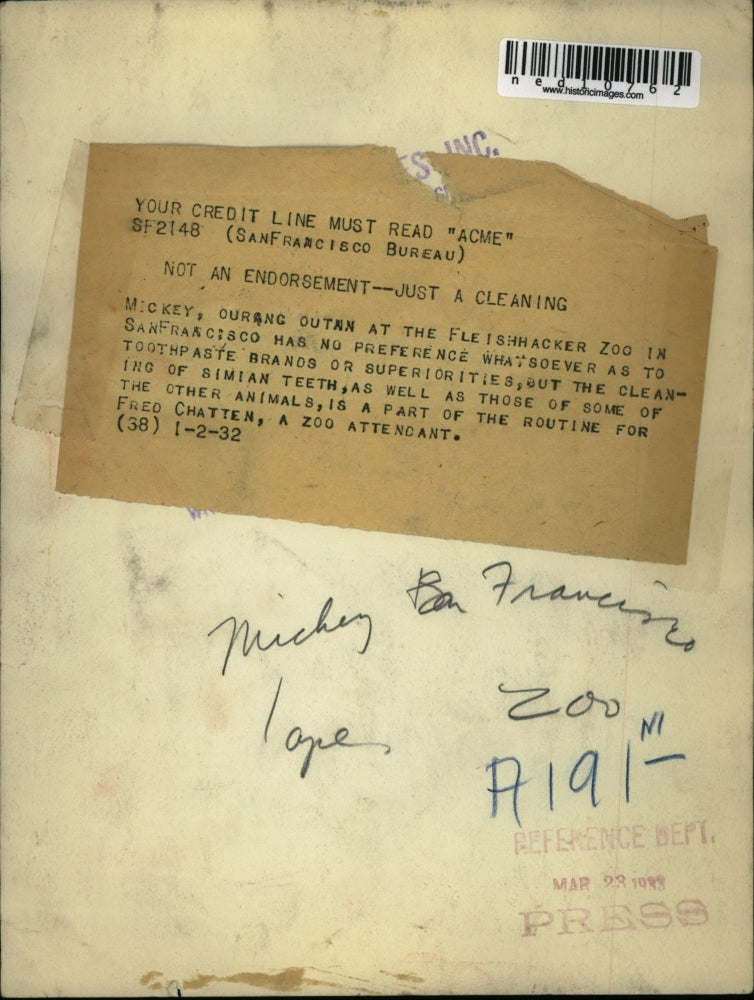 ned10762
www.historicimages.com
ES, INC.
YOUR CREDIT LINE MUST READ "ACME"
SF2148 (SANFRANCISCO BUREAU)
NOT AN ENDORSEMENT--JUST A CLEANING
MICKEY, OURANG OUTAN AT THE FLEISHHACKER ZOO IN
SANFRANCISCO HAS NO PREFERENCE WHATSOEVER AS TO
TOOTHPASTE BRANDS OR SUPERIORITIES, BUT THE CLEAN-
ING OF SIMIAN TEETH, AS WELL AS THOSE OF SOME OF
THE OTHER ANIMALS, IS A PART OF THE ROUTINE FOR
FRED CHATTEN, A ZOO ATTENDANT.
(38) 1-2-32
Mickey San Francisco
Zoo
apes
A191
NI
REFERENCE DEPT.
MAR 23
PRESS